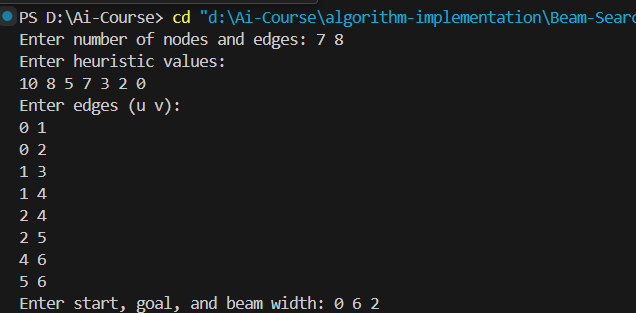 PS D:\Ai-Course> cd "d:\Ai-Course\algorithm-implementation\Beam-Searc
Enter number of nodes and edges: 7 8
Enter heuristic values:
10 8 5 7 3 2 0
Enter edges (u v):
0 1
0 2
1 3
1 4
2 4
2 5
4 6
5 6
Enter start, goal, and beam width: 0 6 2